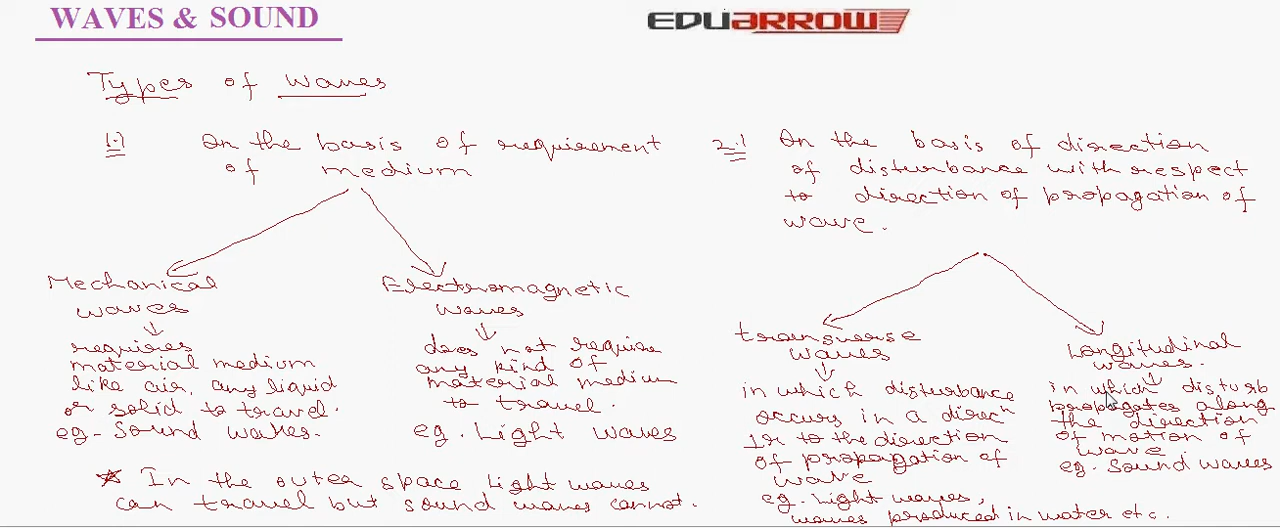 WAVES & SOUND
EDUARROW
Types of Waves
1.)
On the basis of requirement
of medium
Mechanical
waves
requires
material medium
like air, any liquid
or solid to travel.
eg- Sound waves.
Electromagnetic
waves
does not require
any kind of
material medium
to travel.
eg. Light waves
* In the outer space light waves
can travel but sound waves cannot.
2.)
On the basis of direction
of disturbance with respect
to direction of propagation of
wave.
transverse
waves
in which disturbance
occurs in a direcn
⊥r to the direction
of propagation of
wave
eg. Light waves,
waves produced in water etc.
Longitudinal
waves.
in which disturb
propagates along
the direction
of motion of
wave
eg. Sound waves